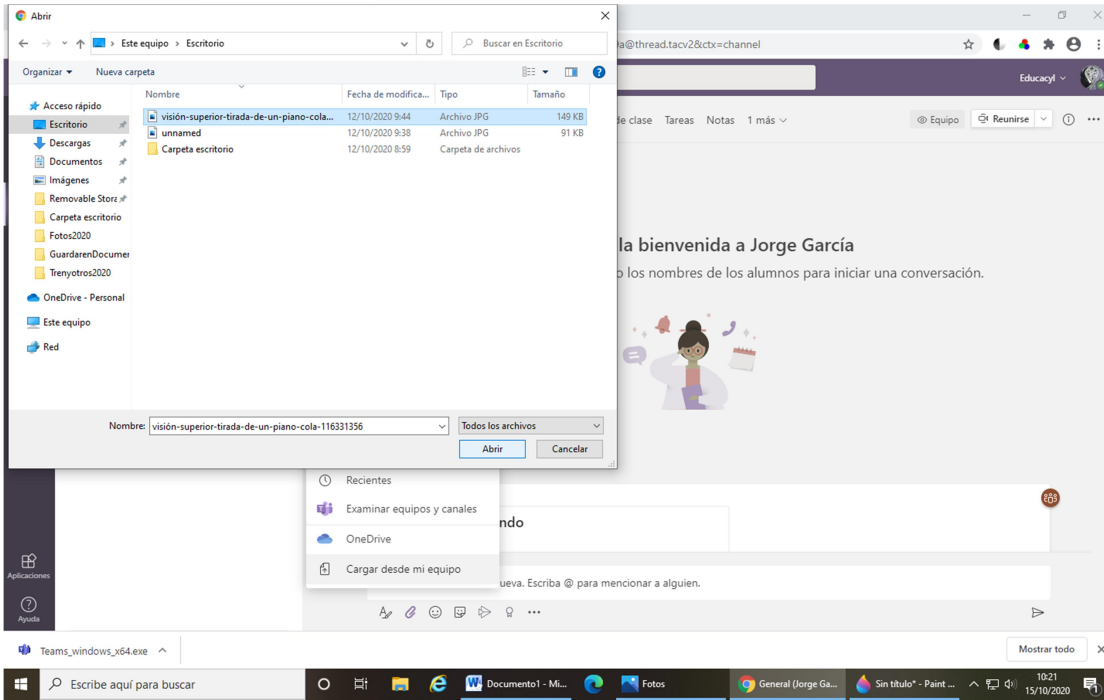 Abrir
Este equipo > Escritorio
Buscar en Escritorio
a@thread.tacv2&ctx=channel
Organizar
Nueva carpeta
Educacyl
Nombre
Fecha de modifica...
Tipo
Tamaño
Acceso rápido
Escritorio
Descargas
Documentos
Imágenes
Removable Stora
Carpeta escritorio
Fotos2020
GuardarenDocumen
Trenyotros2020
OneDrive - Personal
Este equipo
Red
visión-superior-tirada-de-un-piano-cola... 12/10/2020 9:44 Archivo JPG 149 KB
unnamed 12/10/2020 9:38 Archivo JPG 91 KB
Carpeta escritorio 12/10/2020 8:59 Carpeta de archivos
de clase Tareas Notas 1 más
Equipo
Reunirse
la bienvenida a Jorge García
o los nombres de los alumnos para iniciar una conversación.
Nombre: visión-superior-tirada-de-un-piano-cola-116331356
Todos los archivos
Abrir
Cancelar
Recientes
Examinar equipos y canales
OneDrive
Cargar desde mi equipo
ndo
ueva. Escriba @ para mencionar a alguien.
Aplicaciones
Ayuda
Teams_windows_x64.exe
Mostrar todo
Escribe aquí para buscar
Documento1 - Mi...
Fotos
General (Jorge Ga...
Sin título* - Paint ...
10:21
15/10/2020